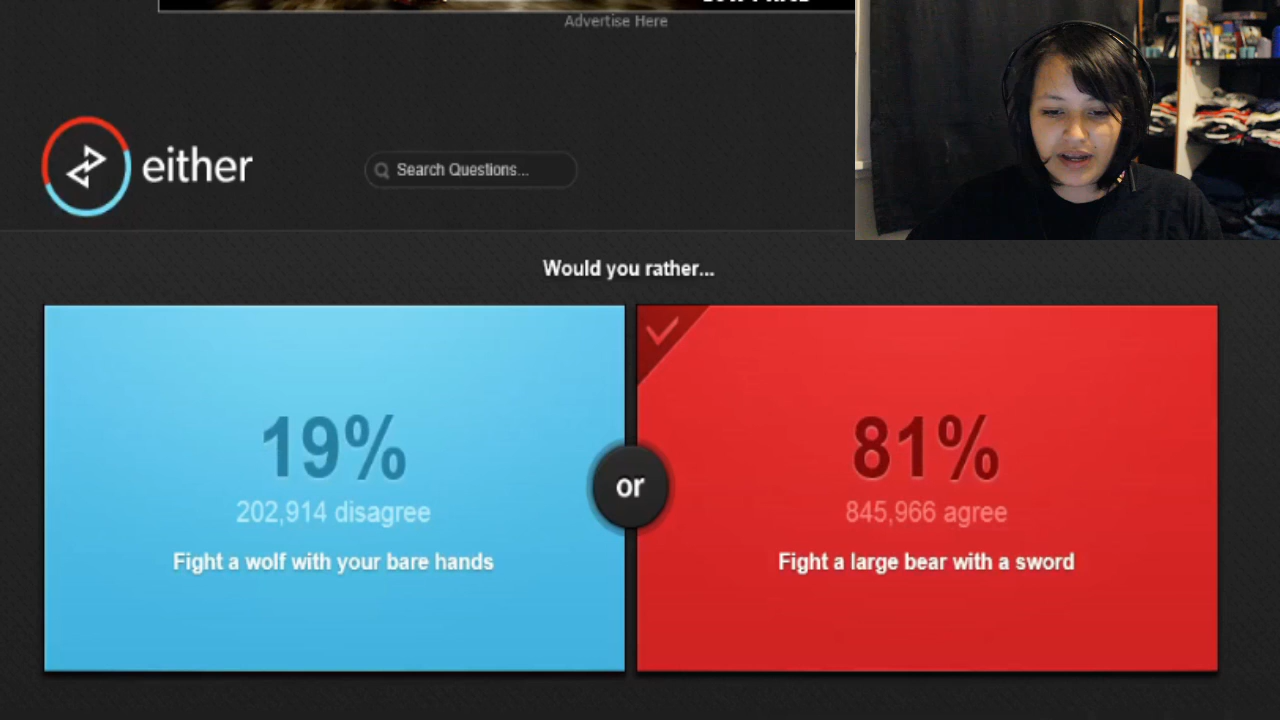 Advertise Here
either
Search Questions...
Would you rather...
19%
202,914 disagree
Fight a wolf with your bare hands
or
81%
845,966 agree
Fight a large bear with a sword